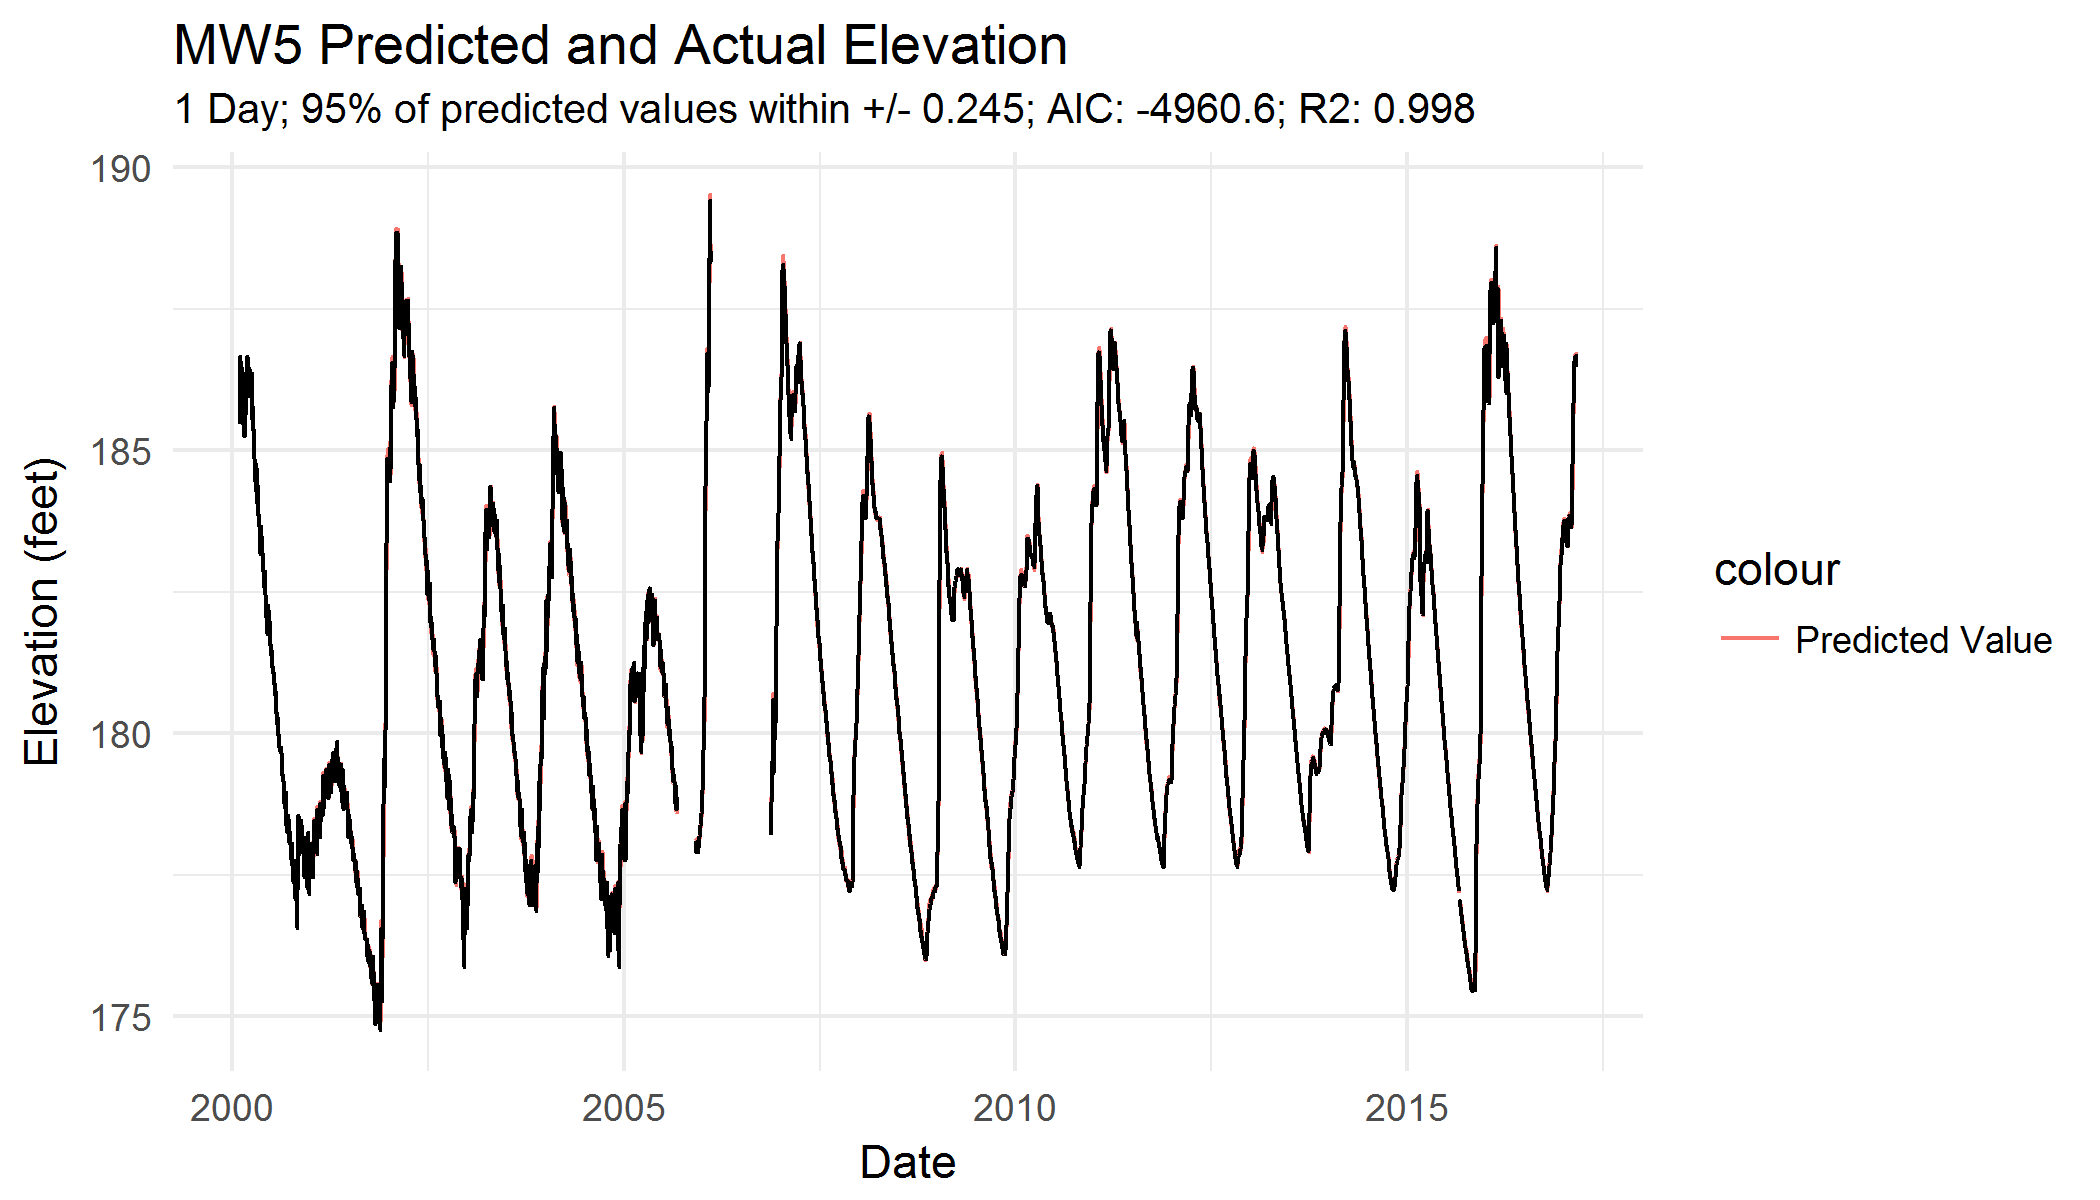 MW5 Predicted and Actual Elevation
1 Day; 95% of predicted values within +/- 0.245; AIC: -4960.6; R2: 0.998
190
185
180
175
Elevation (feet)
2000 2005 2010 2015
Date
colour
Predicted Value